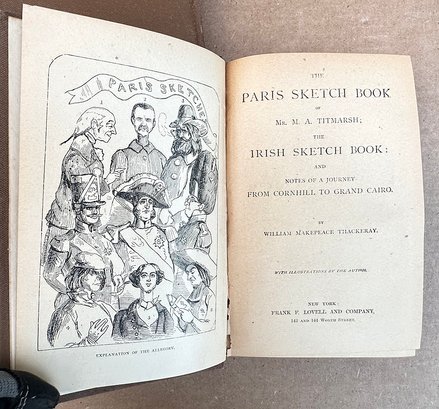 PARIS SKETCHES
EXPLANATION OF THE ALLEGORY.
THE
PARIS SKETCH BOOK
OF
MR. M. A. TITMARSH;
THE
IRISH SKETCH BOOK;
AND
NOTES OF A JOURNEY
FROM CORNHILL TO GRAND CAIRO.
BY
WILLIAM MAKEPEACE THACKERAY.
WITH ILLUSTRATIONS BY THE AUTHOR.
NEW YORK:
FRANK F. LOVELL AND COMPANY,
142 AND 144 WORTH STREET.